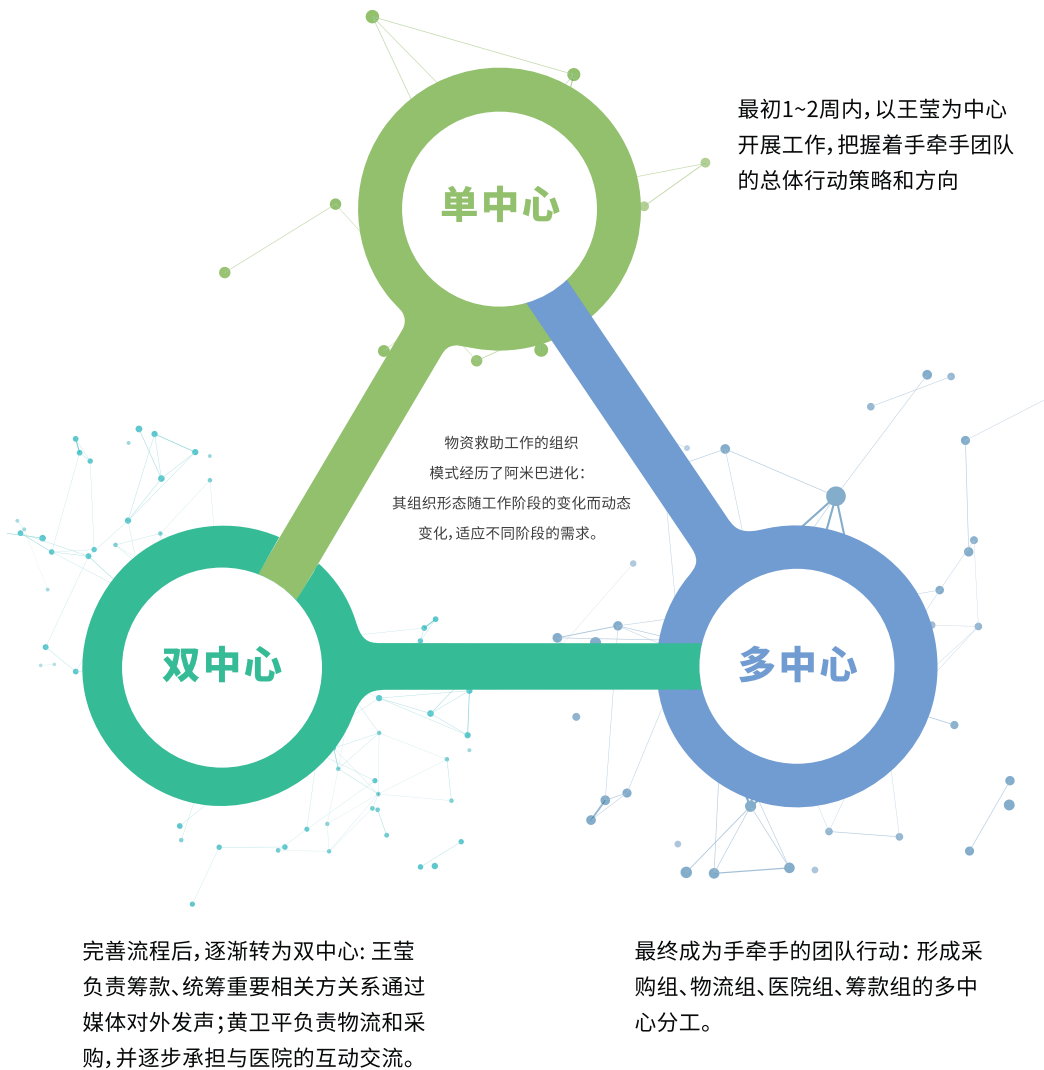 单中心
最初1~2周内，以王莹为中心
开展工作，把握着手牵手团队
的总体行动策略和方向
物资救助工作的组织
模式经历了阿米巴进化：
其组织形态随工作阶段的变化而动态
变化，适应不同阶段的需求。
双中心
多中心
完善流程后，逐渐转为双中心：王莹
负责筹款、统筹重要相关方关系通过
媒体对外发声；黄卫平负责物流和采
购，并逐步承担与医院的互动交流。
最终成为手牵手的团队行动：形成采
购组、物流组、医院组、筹款组的多中
心分工。